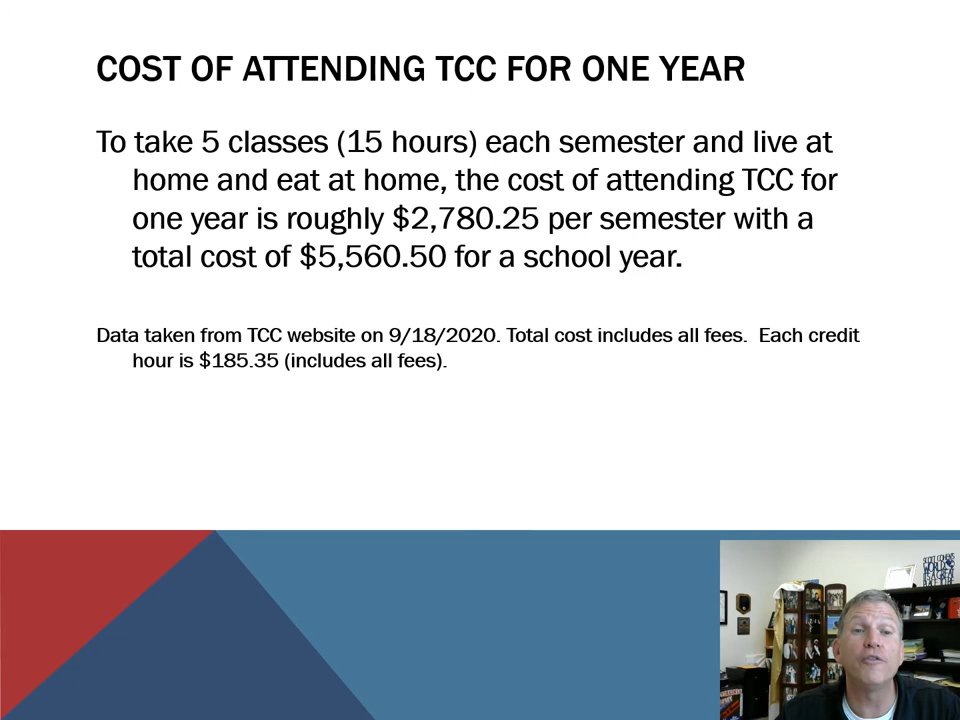 COST OF ATTENDING TCC FOR ONE YEAR
To take 5 classes (15 hours) each semester and live at
home and eat at home, the cost of attending TCC for
one year is roughly $2,780.25 per semester with a
total cost of $5,560.50 for a school year.
Data taken from TCC website on 9/18/2020. Total cost includes all fees.  Each credit
hour is $185.35 (includes all fees).